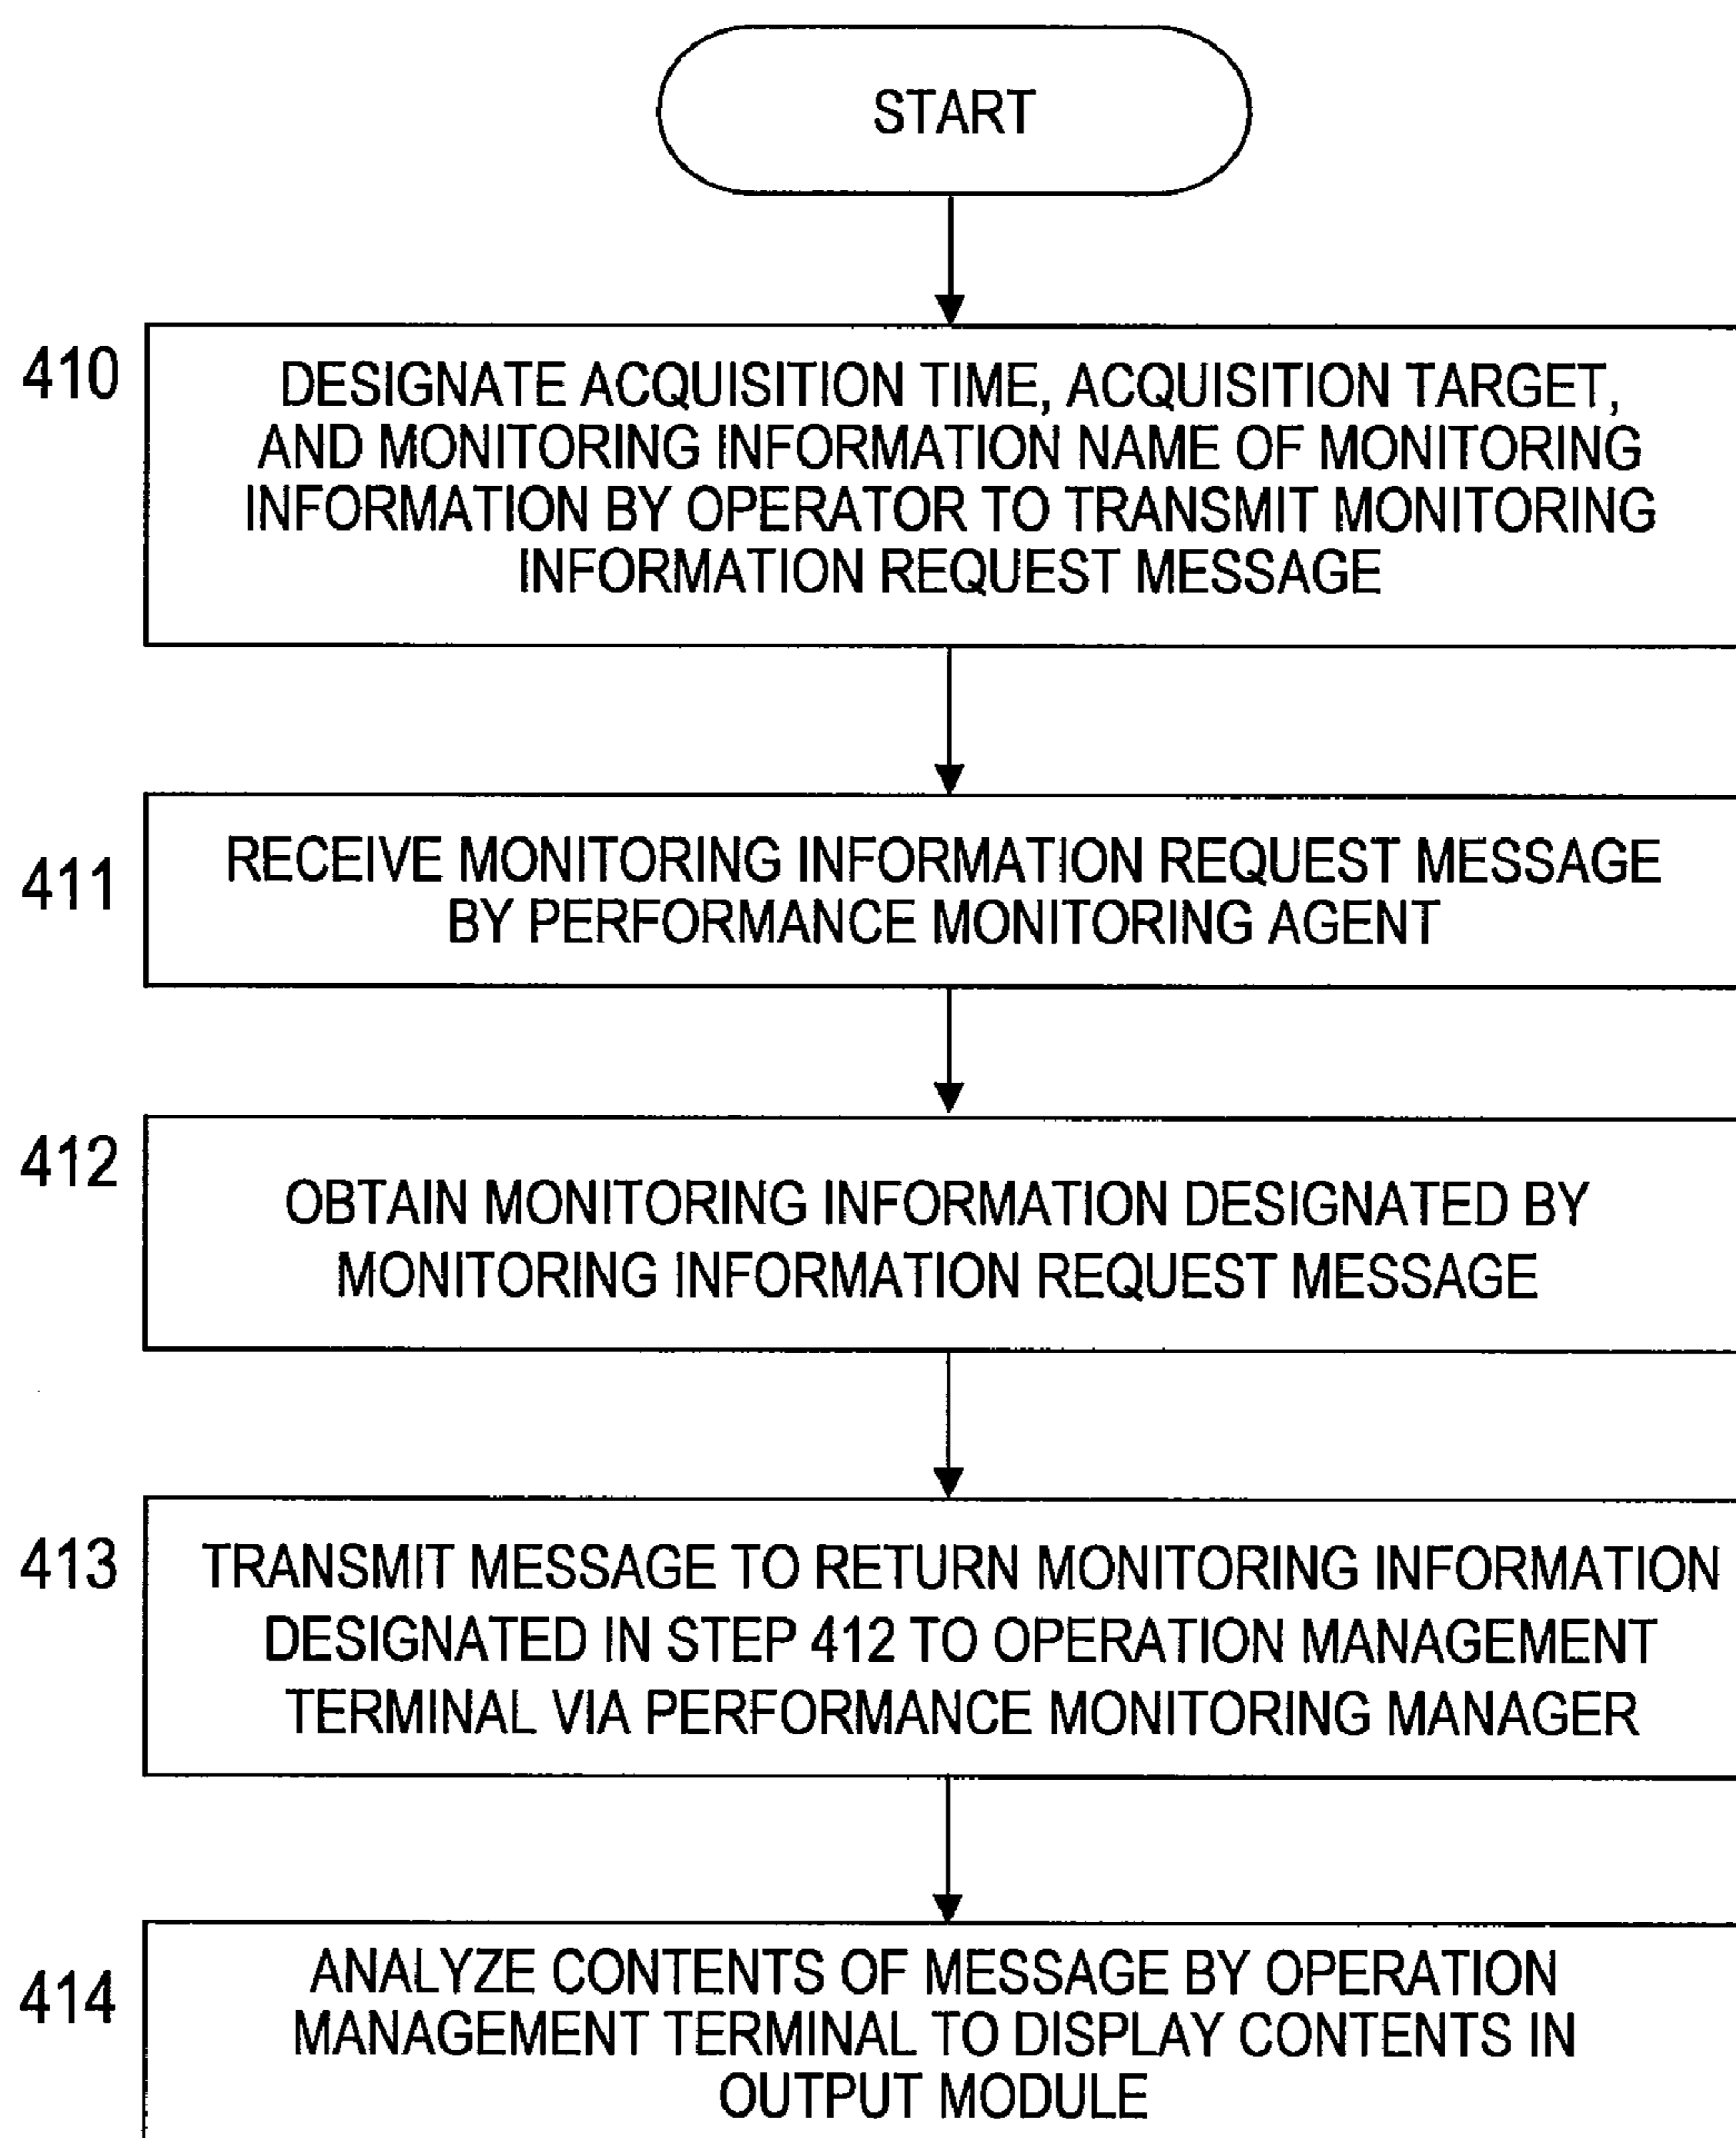 START
410
DESIGNATE ACQUISITION TIME, ACQUISITION TARGET,
AND MONITORING INFORMATION NAME OF MONITORING
INFORMATION BY OPERATOR TO TRANSMIT MONITORING
INFORMATION REQUEST MESSAGE
411
RECEIVE MONITORING INFORMATION REQUEST MESSAGE
BY PERFORMANCE MONITORING AGENT
412
OBTAIN MONITORING INFORMATION DESIGNATED BY
MONITORING INFORMATION REQUEST MESSAGE
413
TRANSMIT MESSAGE TO RETURN MONITORING INFORMATION
DESIGNATED IN STEP 412 TO OPERATION MANAGEMENT
TERMINAL VIA PERFORMANCE MONITORING MANAGER
414
ANALYZE CONTENTS OF MESSAGE BY OPERATION
MANAGEMENT TERMINAL TO DISPLAY CONTENTS IN
OUTPUT MODULE